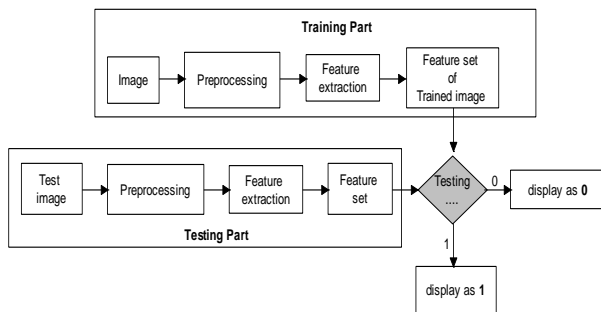 Training Part
Image
Preprocessing
Feature
extraction
Feature set
of
Trained image
Test
image
Preprocessing
Feature
extraction
Feature
set
Testing Part
Testing
....
0
display as 0
1
display as 1